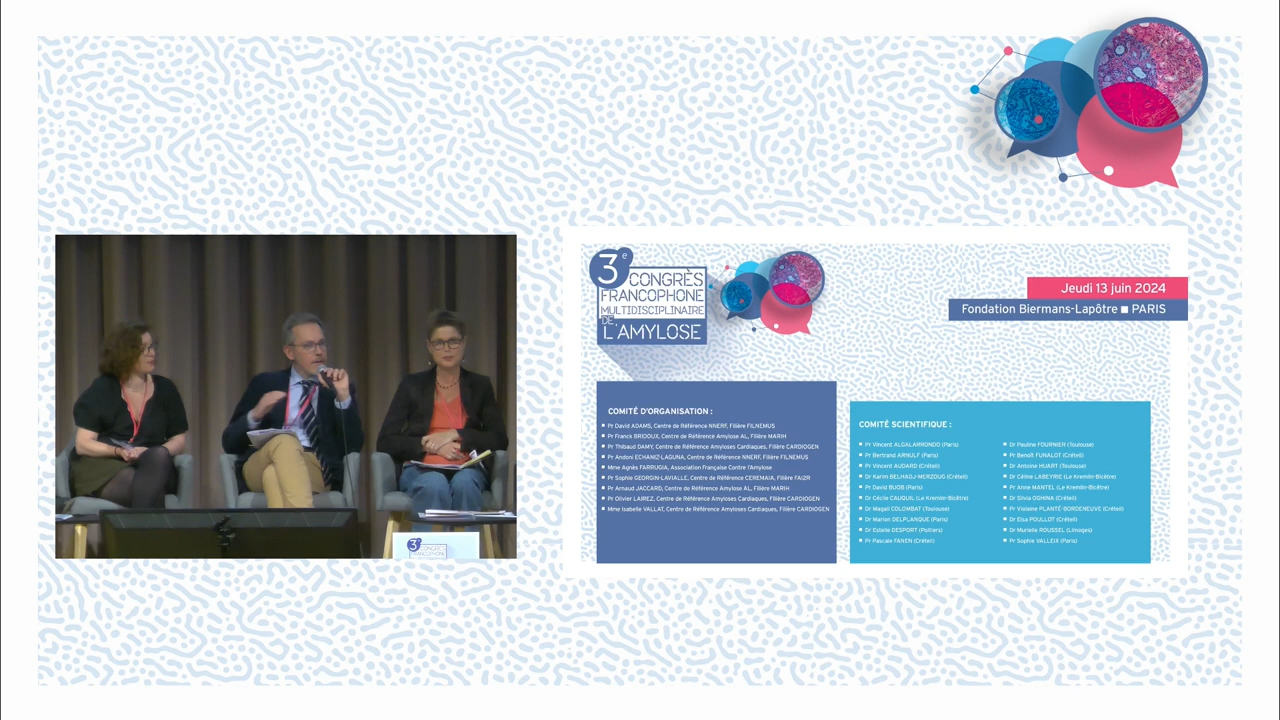 3e
CONGRÈS
FRANCOPHONE
MULTIDISCIPLINAIRE
DE
L'AMYLOSE
Jeudi 13 juin 2024
Fondation Biermans-Lapôtre ■ PARIS
COMITÉ D'ORGANISATION :
Pr David ADAMS, Centre de Référence NNERF, Filière FILNEMUS
Pr Franck BRIDOUX, Centre de Référence Amylose AL, Filière MARIH
Pr Thibaud DAMY, Centre de Référence Amyloses Cardiaques, Filière CARDIOGEN
Pr Andoni ECHANIZ-LAGUNA, Centre de Référence NNERF, Filière FILNEMUS
Mme Agnès FARRUGIA, Association Française Contre l'Amylose
Pr Sophie GEORGIN-LAVIALLE, Centre de Référence CEREMAIA, Filière FAI2R
Pr Arnaud JACCARD, Centre de Référence Amylose AL, Filière MARIH
Pr Olivier LAIREZ, Centre de Référence Amyloses Cardiaques, Filière CARDIOGEN
Mme Isabelle VALLAT, Centre de Référence Amyloses Cardiaques, Filière CARDIOGEN
COMITÉ SCIENTIFIQUE :
Pr Vincent ALGALARRONDO (Paris)
Pr Bertrand ARNULF (Paris)
Pr Vincent AUDARD (Créteil)
Dr Karim BELHADJ-MERZOUG (Créteil)
Pr David BUOB (Paris)
Dr Cécile CAUQUIL (Le Kremlin-Bicêtre)
Dr Magali COLOMBAT (Toulouse)
Dr Marion DELPLANQUE (Paris)
Dr Estelle DESPORT (Poitiers)
Pr Pascale FANEN (Créteil)
Dr Pauline FOURNIER (Toulouse)
Pr Benoît FUNALOT (Créteil)
Dr Antoine HUART (Toulouse)
Dr Céline LABEYRIE (Le Kremlin-Bicêtre)
Pr Anne MANTEL (Le Kremlin-Bicêtre)
Dr Silvia OGHINA (Créteil)
Pr Violaine PLANTÉ-BORDENEUVE (Créteil)
Dr Elsa POULLOT (Créteil)
Dr Murielle ROUSSEL (Limoges)
Pr Sophie VALLEIX (Paris)
3e
CONGRÈS
FRANCOPHONE